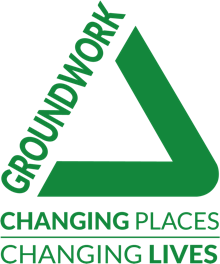 GROUNDWORK
CHANGING PLACES
CHANGING LIVES